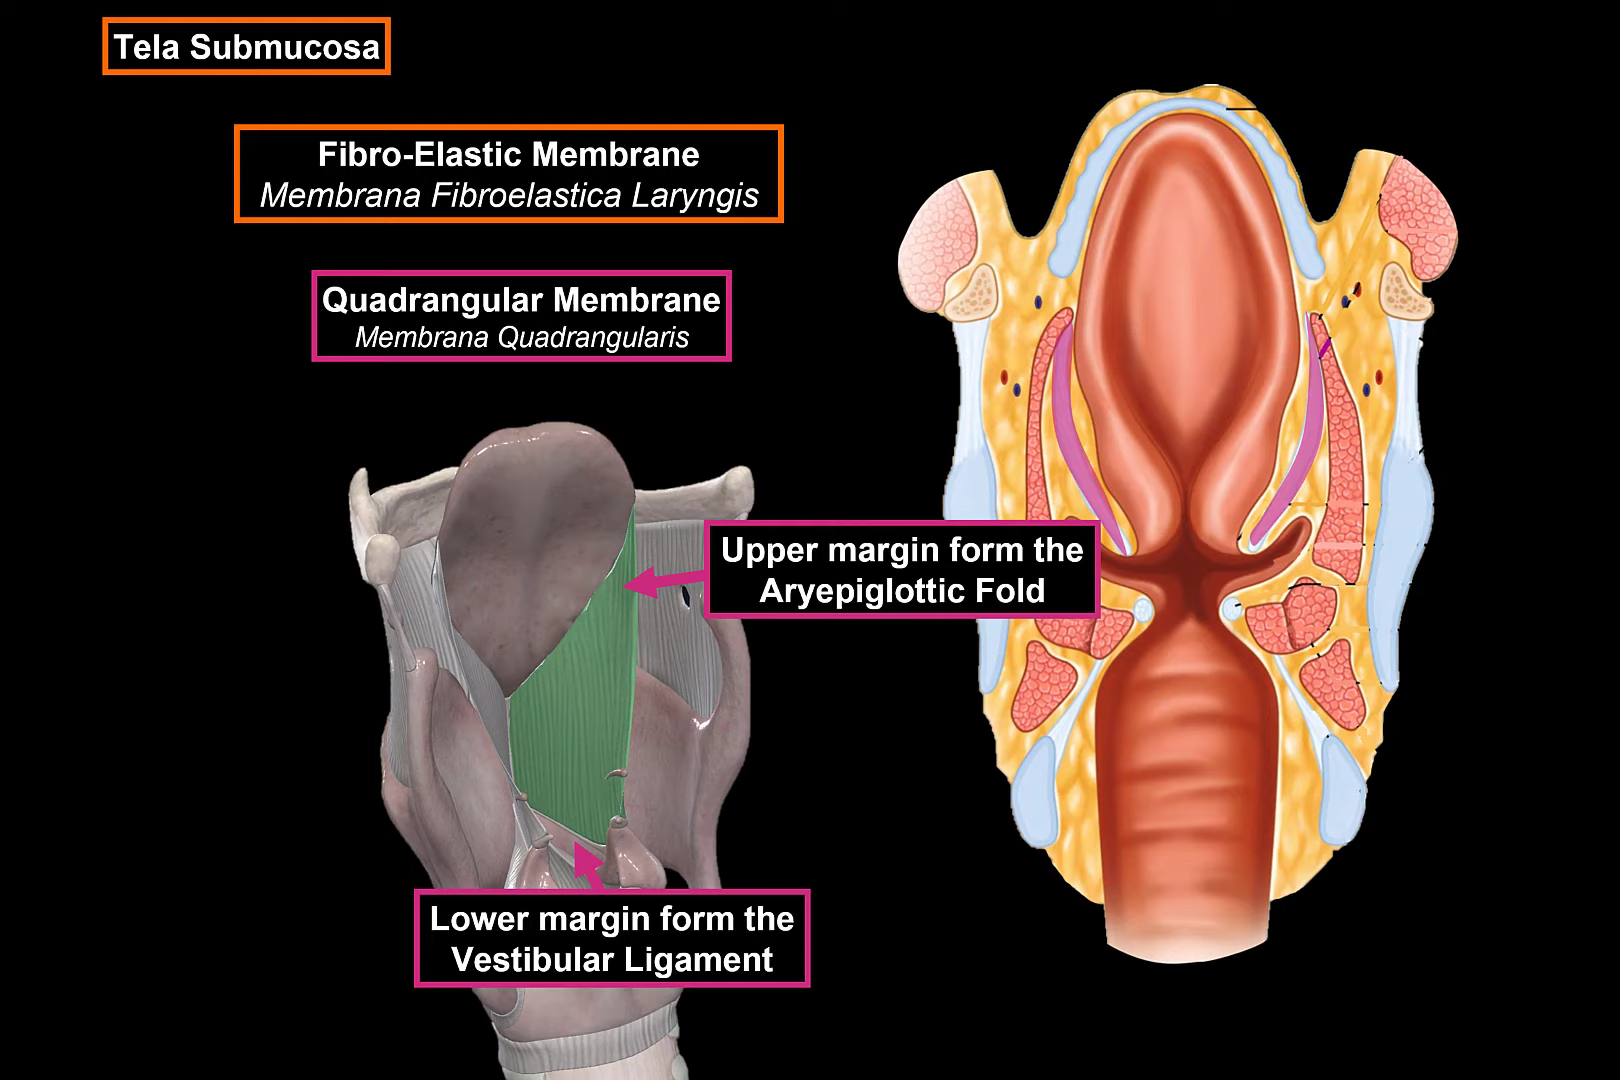 Tela Submucosa
Fibro-Elastic Membrane
Membrana Fibroelastica Laryngis
Quadrangular Membrane
Membrana Quadrangularis
Upper margin form the
Aryepiglottic Fold
Lower margin form the
Vestibular Ligament